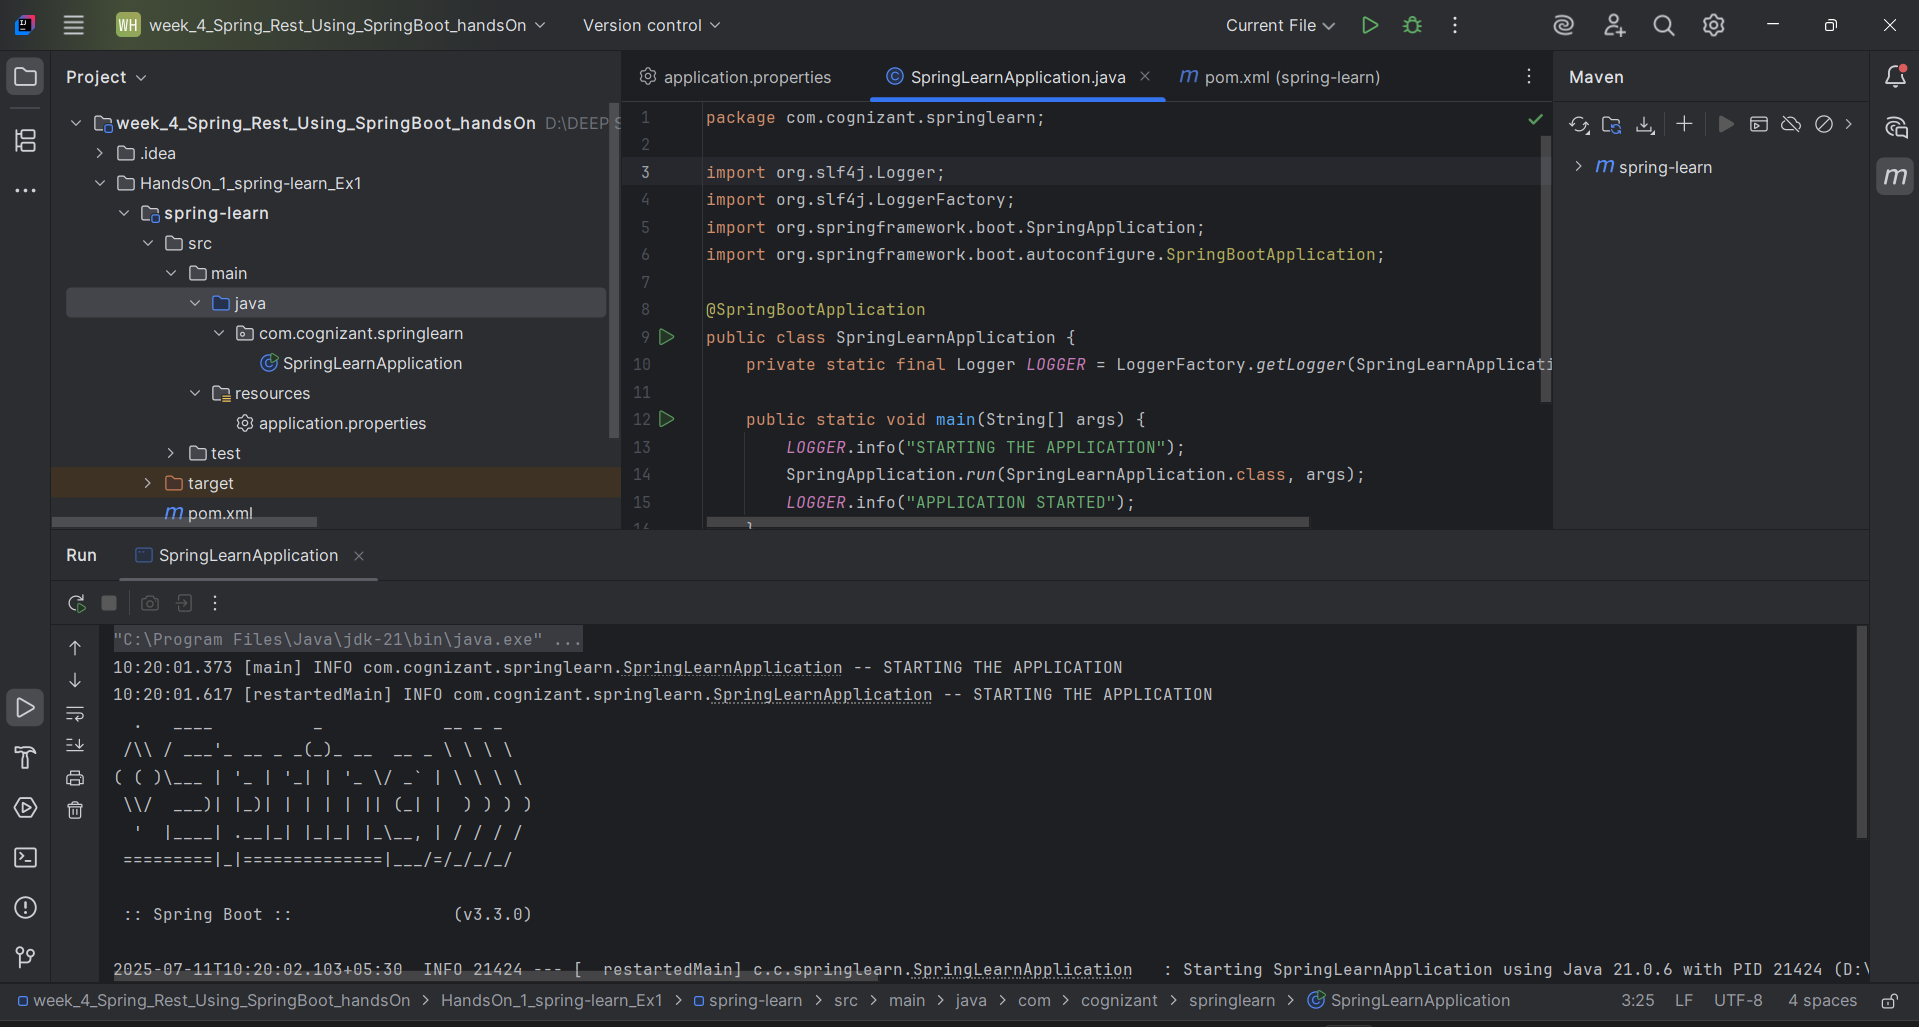 WH week_4_Spring_Rest_Using_SpringBoot_handsOn Version control Current File
Project
week_4_Spring_Rest_Using_SpringBoot_handsOn D:\DEEP
.idea
HandsOn_1_spring-learn_Ex1
spring-learn
src
main
java
com.cognizant.springlearn
SpringLearnApplication
resources
application.properties
test
target
pom.xml
application.properties SpringLearnApplication.java pom.xml (spring-learn)
1 package com.cognizant.springlearn;
2
3 import org.slf4j.Logger;
4 import org.slf4j.LoggerFactory;
5 import org.springframework.boot.SpringApplication;
6 import org.springframework.boot.autoconfigure.SpringBootApplication;
7
8 @SpringBootApplication
9 public class SpringLearnApplication {
10 private static final Logger LOGGER = LoggerFactory.getLogger(SpringLearnApplicati
11
12 public static void main(String[] args) {
13 LOGGER.info("STARTING THE APPLICATION");
14 SpringApplication.run(SpringLearnApplication.class, args);
15 LOGGER.info("APPLICATION STARTED");
16 }
Maven
m spring-learn
Run SpringLearnApplication
"C:\Program Files\Java\jdk-21\bin\java.exe" ...
10:20:01.373 [main] INFO com.cognizant.springlearn.SpringLearnApplication -- STARTING THE APPLICATION
10:20:01.617 [restartedMain] INFO com.cognizant.springlearn.SpringLearnApplication -- STARTING THE APPLICATION
  .   ____          _            __ _ _
 /\\ / ___'_ __ _ _(_)_ __  __ _ \ \ \ \
( ( )\___ | '_ | '_| | '_ \/ _` | \ \ \ \
 \\/  ___)| |_)| | | | | || (_| |  ) ) ) )
  '  |____| .__|_| |_|_| |_\__, | / / / /
 =========|_|==============|___/=/_/_/_/
:: Spring Boot :: (v3.3.0)
2025-07-11T10:20:02.103+05:30 INFO 21424 --- [ restartedMain] c.c.springlearn.SpringLearnApplication : Starting SpringLearnApplication using Java 21.0.6 with PID 21424 (D:\
week_4_Spring_Rest_Using_SpringBoot_handsOn > HandsOn_1_spring-learn_Ex1 > spring-learn > src > main > java > com > cognizant > springlearn > SpringLearnApplication 3:25 LF UTF-8 4 spaces